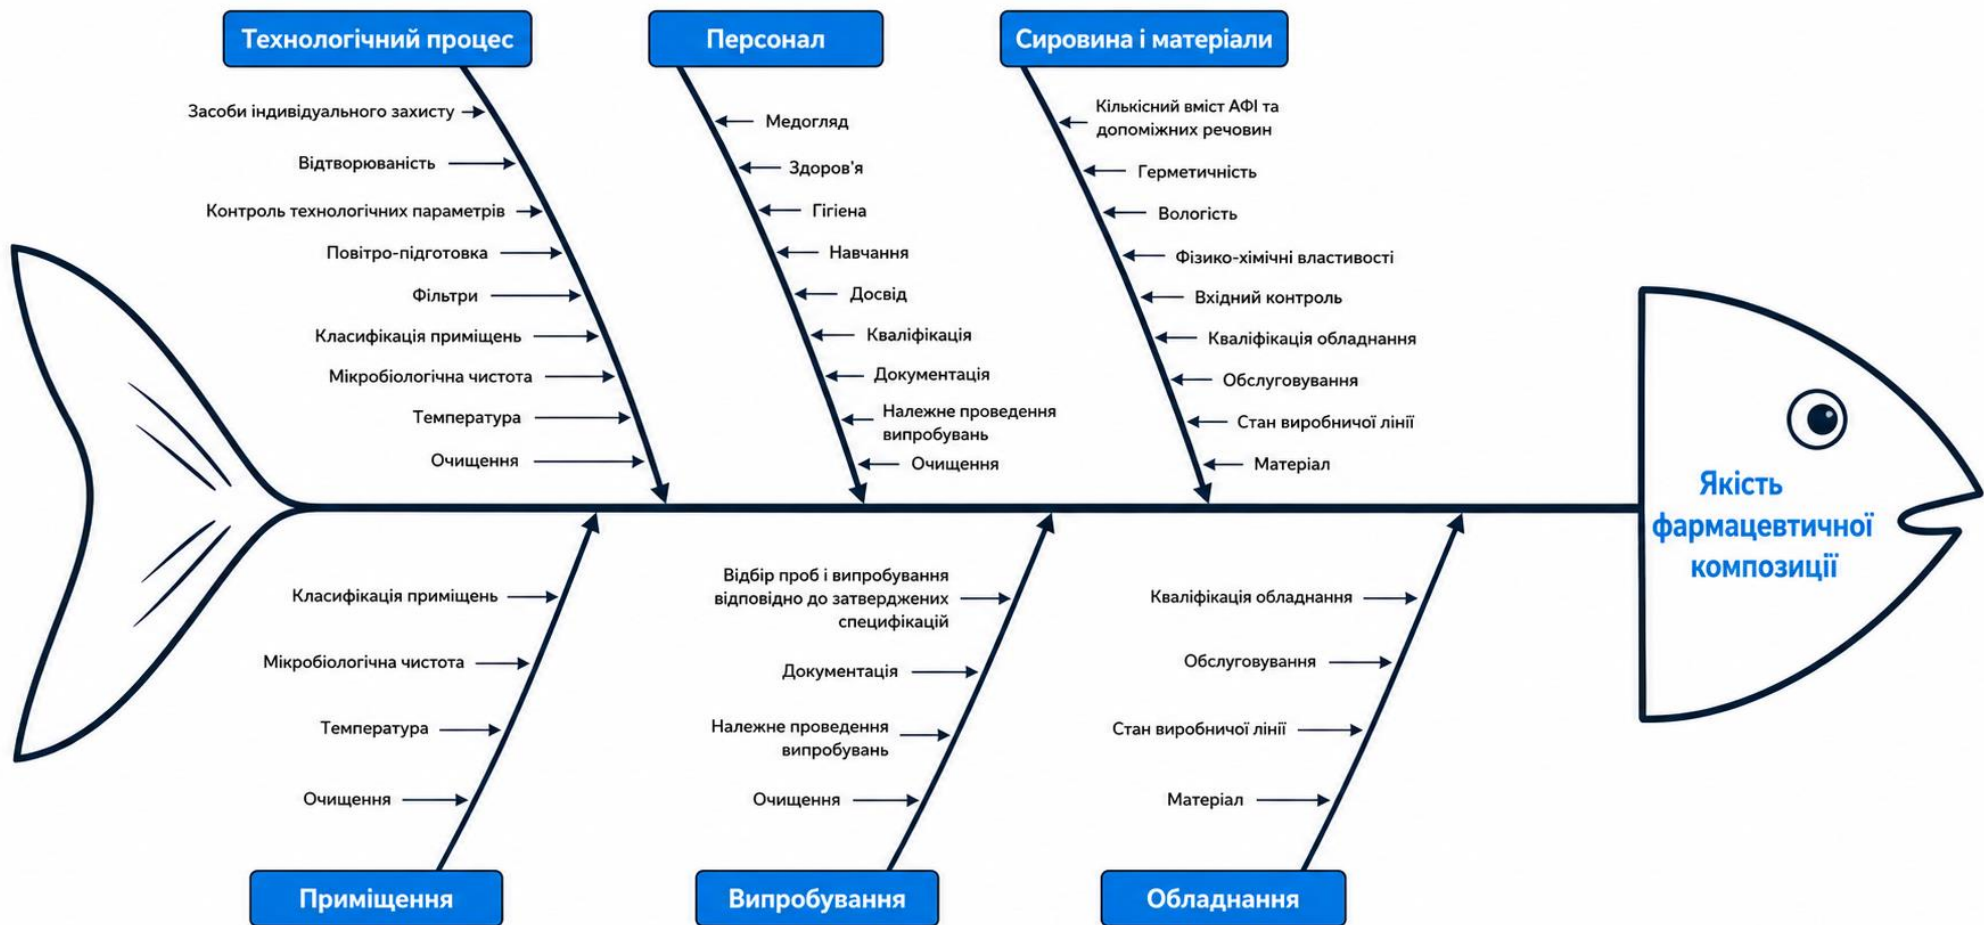 Технологічний процес
Засоби індивідуального захисту
Відтворюваність
Контроль технологічних параметрів
Повітро-підготовка
Фільтри
Класифікація приміщень
Мікробіологічна чистота
Температура
Очищення
Персонал
Медогляд
Здоров'я
Гігієна
Навчання
Досвід
Кваліфікація
Документація
Належне проведення
випробувань
Очищення
Сировина і матеріали
Кількісний вміст АФІ та
допоміжних речовин
Герметичність
Вологість
Фізико-хімічні властивості
Вхідний контроль
Кваліфікація обладнання
Обслуговування
Стан виробничої лінії
Матеріал
Якість
фармацевтичної
композиції
Класифікація приміщень
Мікробіологічна чистота
Температура
Очищення
Приміщення
Відбір проб і випробування
відповідно до затверджених
специфікацій
Документація
Належне проведення
випробувань
Очищення
Випробування
Кваліфікація обладнання
Обслуговування
Стан виробничої лінії
Матеріал
Обладнання